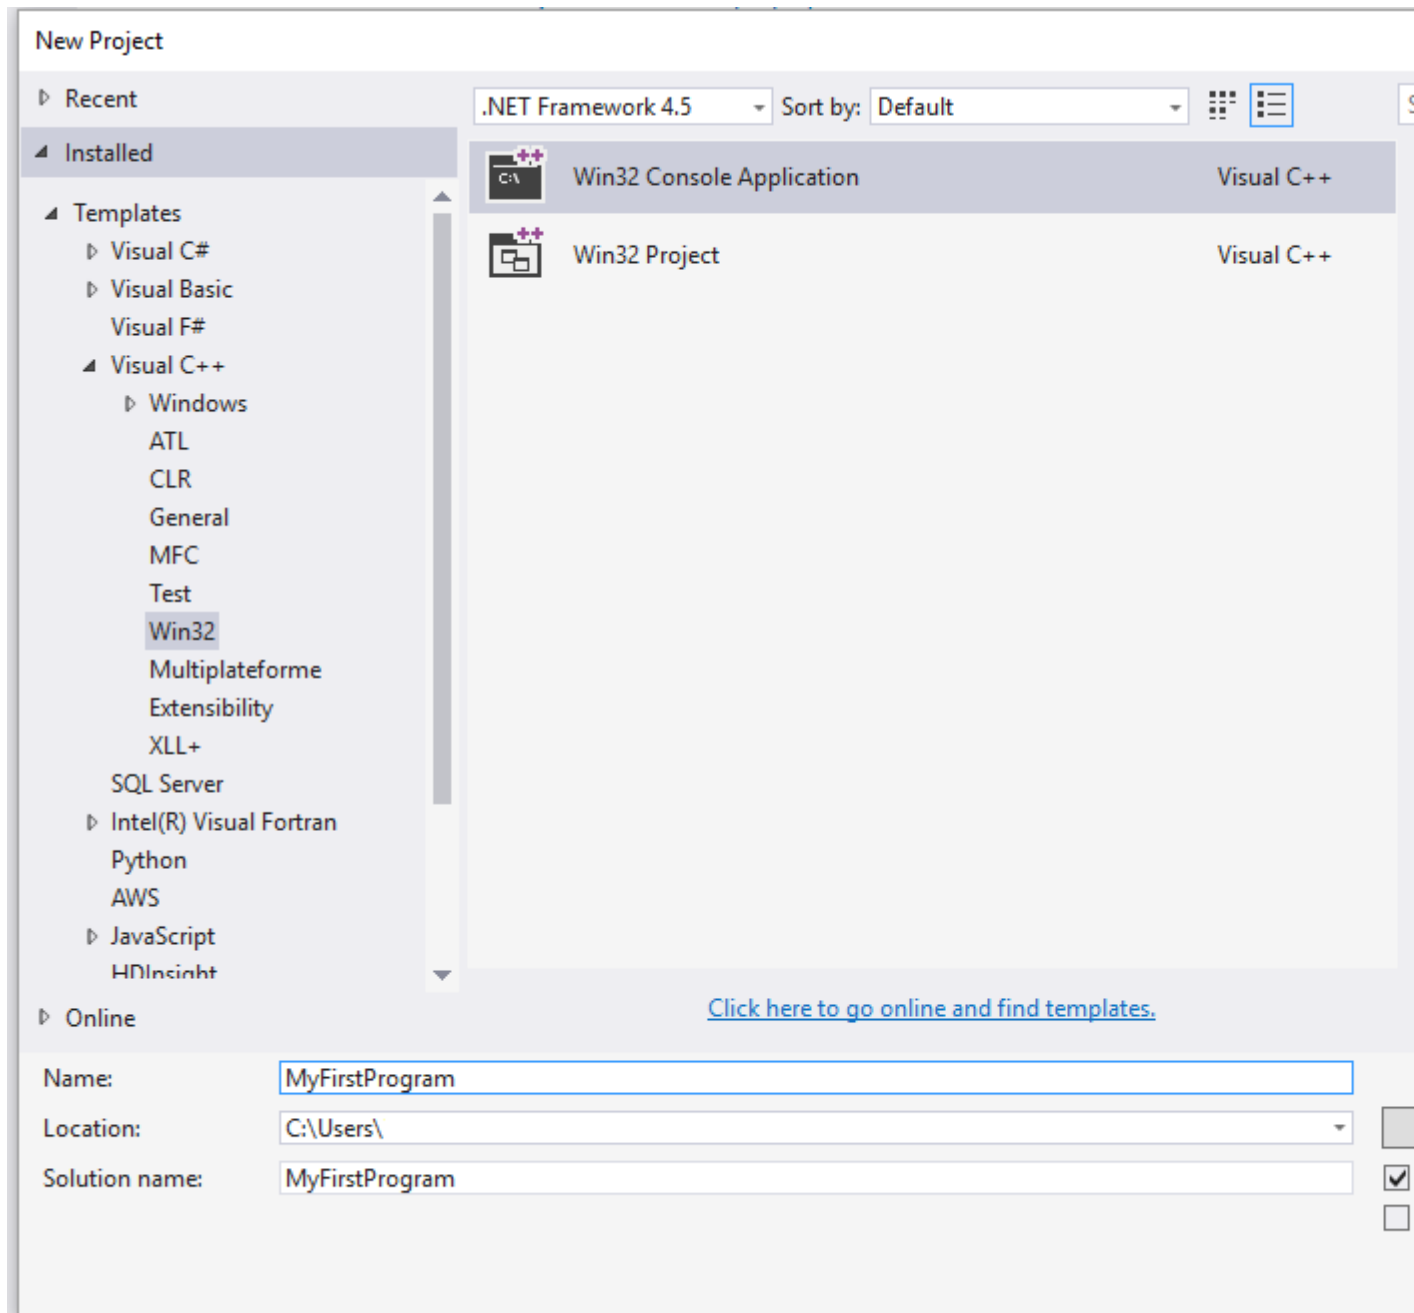 New Project
Recent
Installed
Templates
Visual C#
Visual Basic
Visual F#
Visual C++
Windows
ATL
CLR
General
MFC
Test
Win32
Multiplateforme
Extensibility
XLL+
SQL Server
Intel(R) Visual Fortran
Python
AWS
JavaScript
HDInsight
Online
.NET Framework 4.5 Sort by: Default
C:\ Win32 Console Application Visual C++
Win32 Project Visual C++
Click here to go online and find templates.
Name: MyFirstProgram
Location: C:\Users\
Solution name: MyFirstProgram